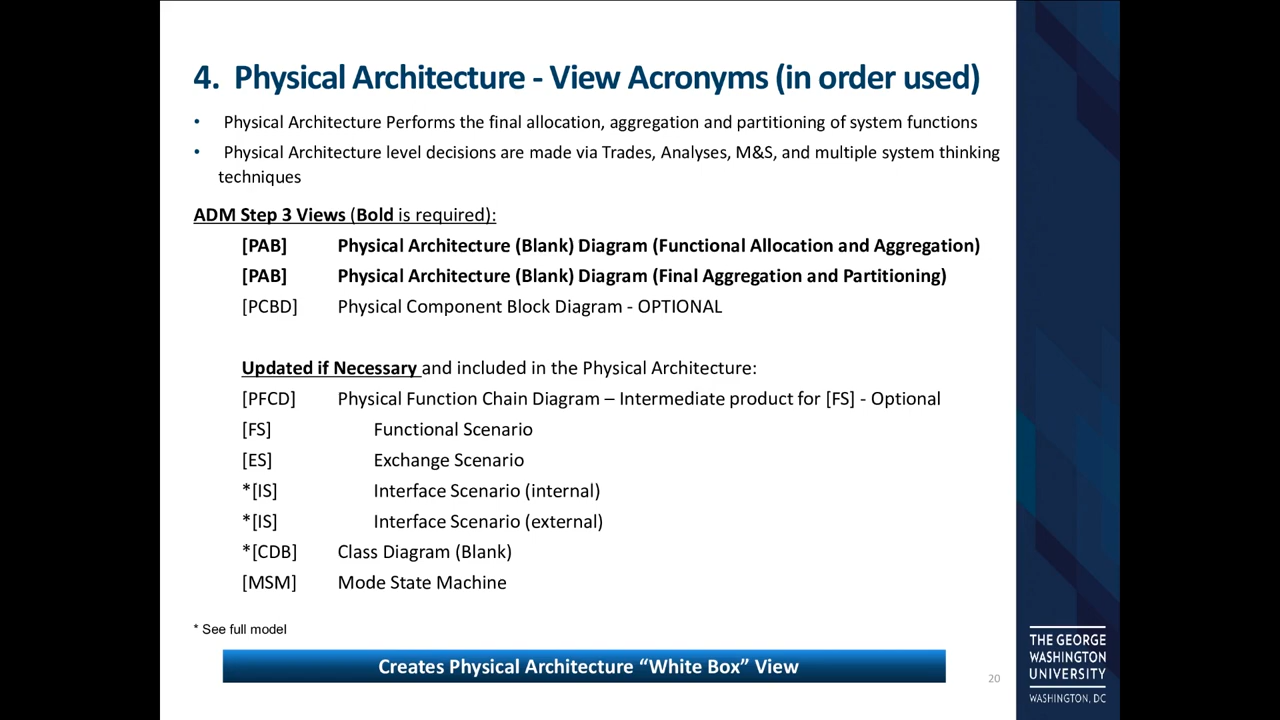 4. Physical Architecture - View Acronyms (in order used)
• Physical Architecture Performs the final allocation, aggregation and partitioning of system functions
• Physical Architecture level decisions are made via Trades, Analyses, M&S, and multiple system thinking
techniques
ADM Step 3 Views (Bold is required):
[PAB] Physical Architecture (Blank) Diagram (Functional Allocation and Aggregation)
[PAB] Physical Architecture (Blank) Diagram (Final Aggregation and Partitioning)
[PCBD] Physical Component Block Diagram - OPTIONAL
Updated if Necessary and included in the Physical Architecture:
[PFCD] Physical Function Chain Diagram – Intermediate product for [FS] - Optional
[FS] Functional Scenario
[ES] Exchange Scenario
*[IS] Interface Scenario (internal)
*[IS] Interface Scenario (external)
*[CDB] Class Diagram (Blank)
[MSM] Mode State Machine
* See full model
Creates Physical Architecture “White Box” View
20
THE GEORGE
WASHINGTON
UNIVERSITY
WASHINGTON, DC